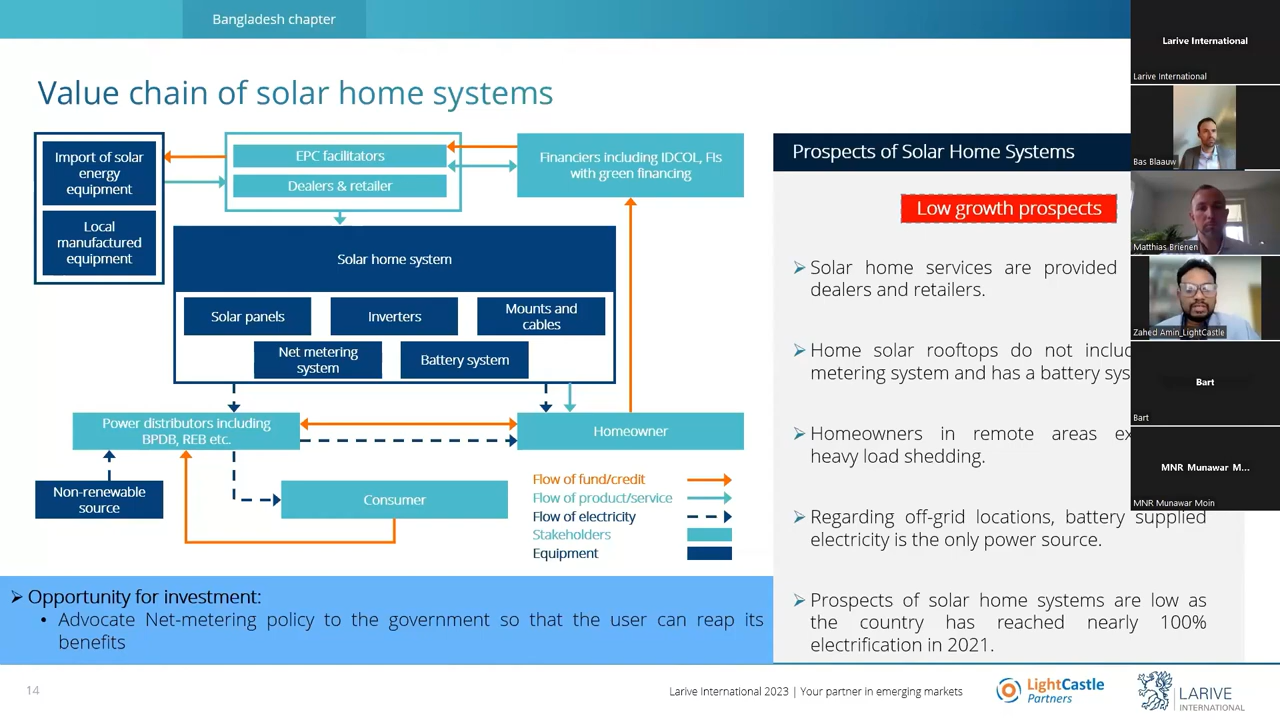 Bangladesh chapter
Value chain of solar home systems
Import of solar
energy
equipment
Local
manufactured
equipment
EPC facilitators
Dealers & retailer
Financiers including IDCOL, FIs
with green financing
Solar home system
Solar panels
Inverters
Mounts and
cables
Net metering
system
Battery system
Power distributors including
BPDB, REB etc.
Homeowner
Non-renewable
source
Consumer
Flow of fund/credit
Flow of product/service
Flow of electricity
Stakeholders
Equipment
Opportunity for investment:
• Advocate Net-metering policy to the government so that the user can reap its
benefits
Prospects of Solar Home Systems
Low growth prospects
Solar home services are provided
dealers and retailers.
Home solar rooftops do not
metering system and has a battery
Homeowners in remote areas
heavy load shedding.
Regarding off-grid locations, battery supplied
electricity is the only power source.
Prospects of solar home systems are low as
the country has reached nearly 100%
electrification in 2021.
Larive International
Larive International
Bas Blaauw
Matthias Brienen
Zahed Amin_LightCastle
Bart
Bart
MNR Munawar M...
MNR Munawar Moin
14
Larive International 2023 | Your partner in emerging markets
LightCastle
Partners
LARIVE
INTERNATIONAL